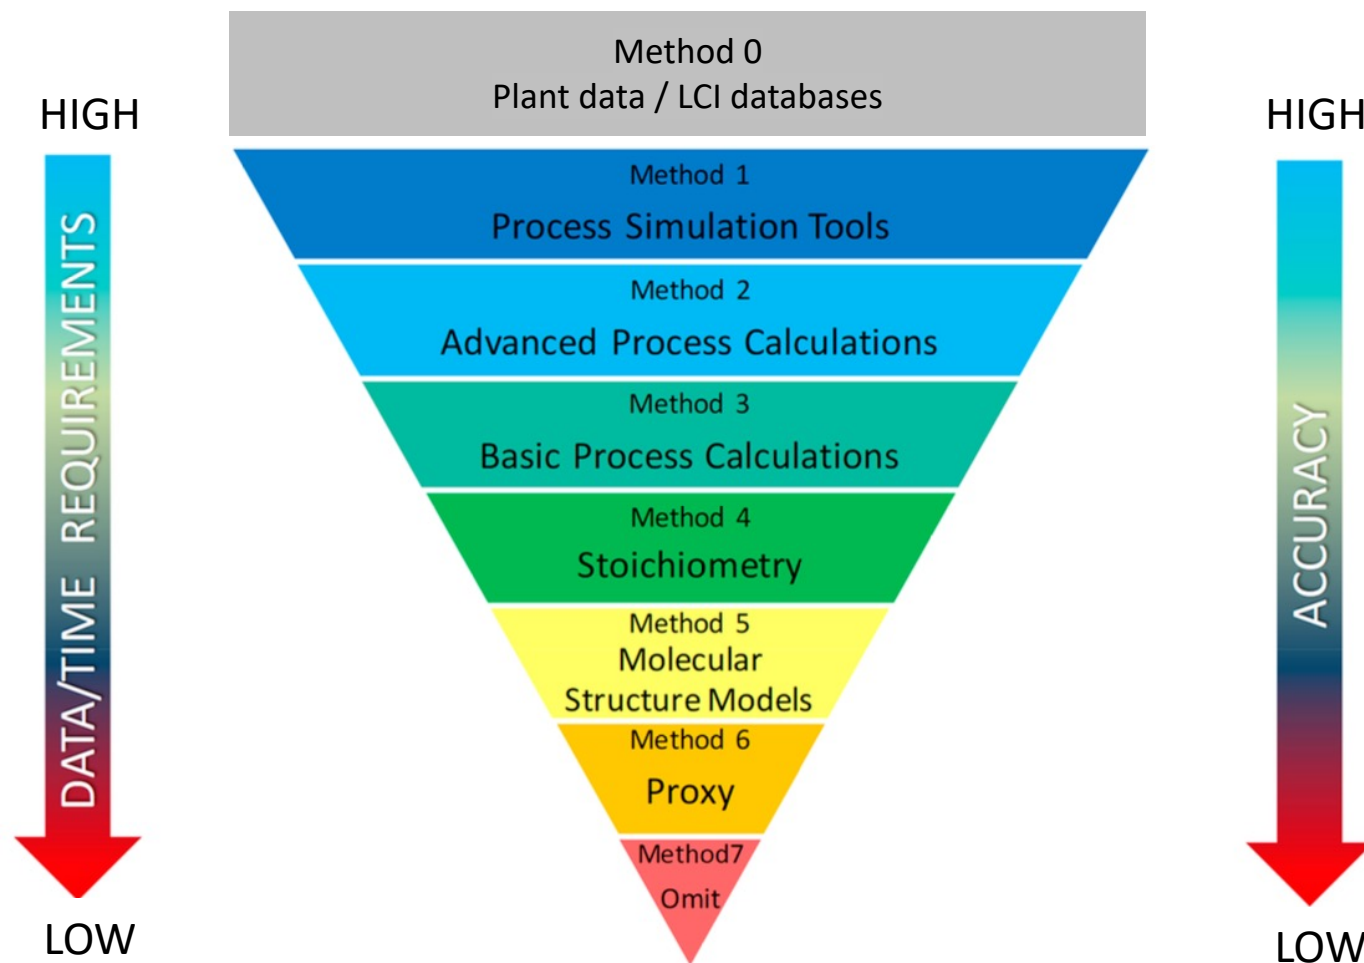 Method 0
Plant data / LCI databases
HIGH
HIGH
DATA/TIME REQUIREMENTS
ACCURACY
Method 1
Process Simulation Tools
Method 2
Advanced Process Calculations
Method 3
Basic Process Calculations
Method 4
Stoichiometry
Method 5
Molecular
Structure Models
Method 6
Proxy
Method7
Omit
LOW
LOW